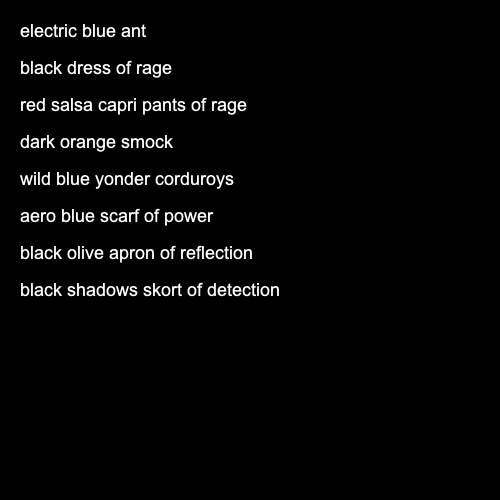 electric blue ant
black dress of rage
red salsa capri pants of rage
dark orange smock
wild blue yonder corduroys
aero blue scarf of power
black olive apron of reflection
black shadows skort of detection